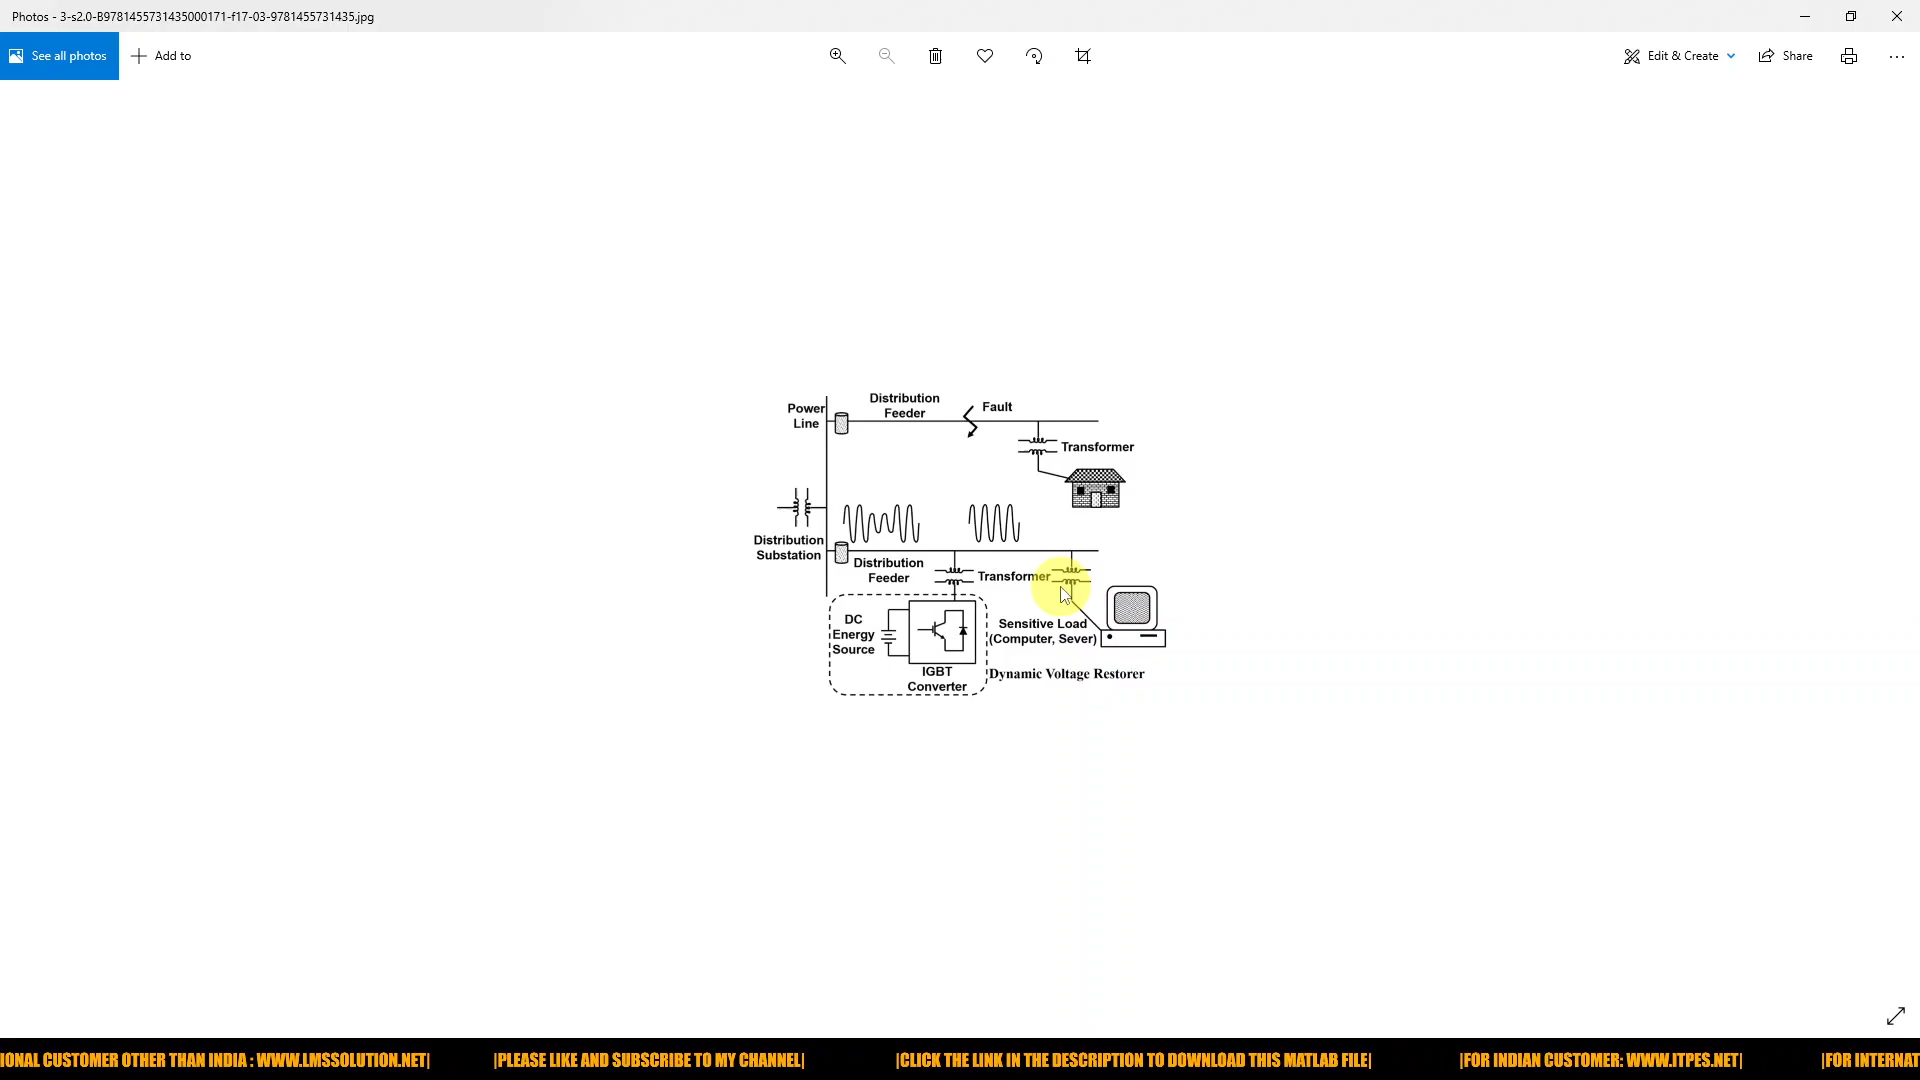 Photos - 3-s2.0-B9781455731435000171-f17-03-9781455731435.jpg
See all photos
Add to
Edit & Create
Share
Distribution
Feeder
Fault
Power
Line
Transformer
Distribution
Substation
Distribution
Feeder
Transformer
DC
Energy
Source
Sensitive Load
(Computer, Sever)
IGBT
Converter
Dynamic Voltage Restorer
IONAL CUSTOMER OTHER THAN INDIA : WWW.LMSSOLUTION.NET| |PLEASE LIKE AND SUBSCRIBE TO MY CHANNEL| |CLICK THE LINK IN THE DESCRIPTION TO DOWNLOAD THIS MATLAB FILE| |FOR INDIAN CUSTOMER: WWW.ITPES.NET| |FOR INTERNAT